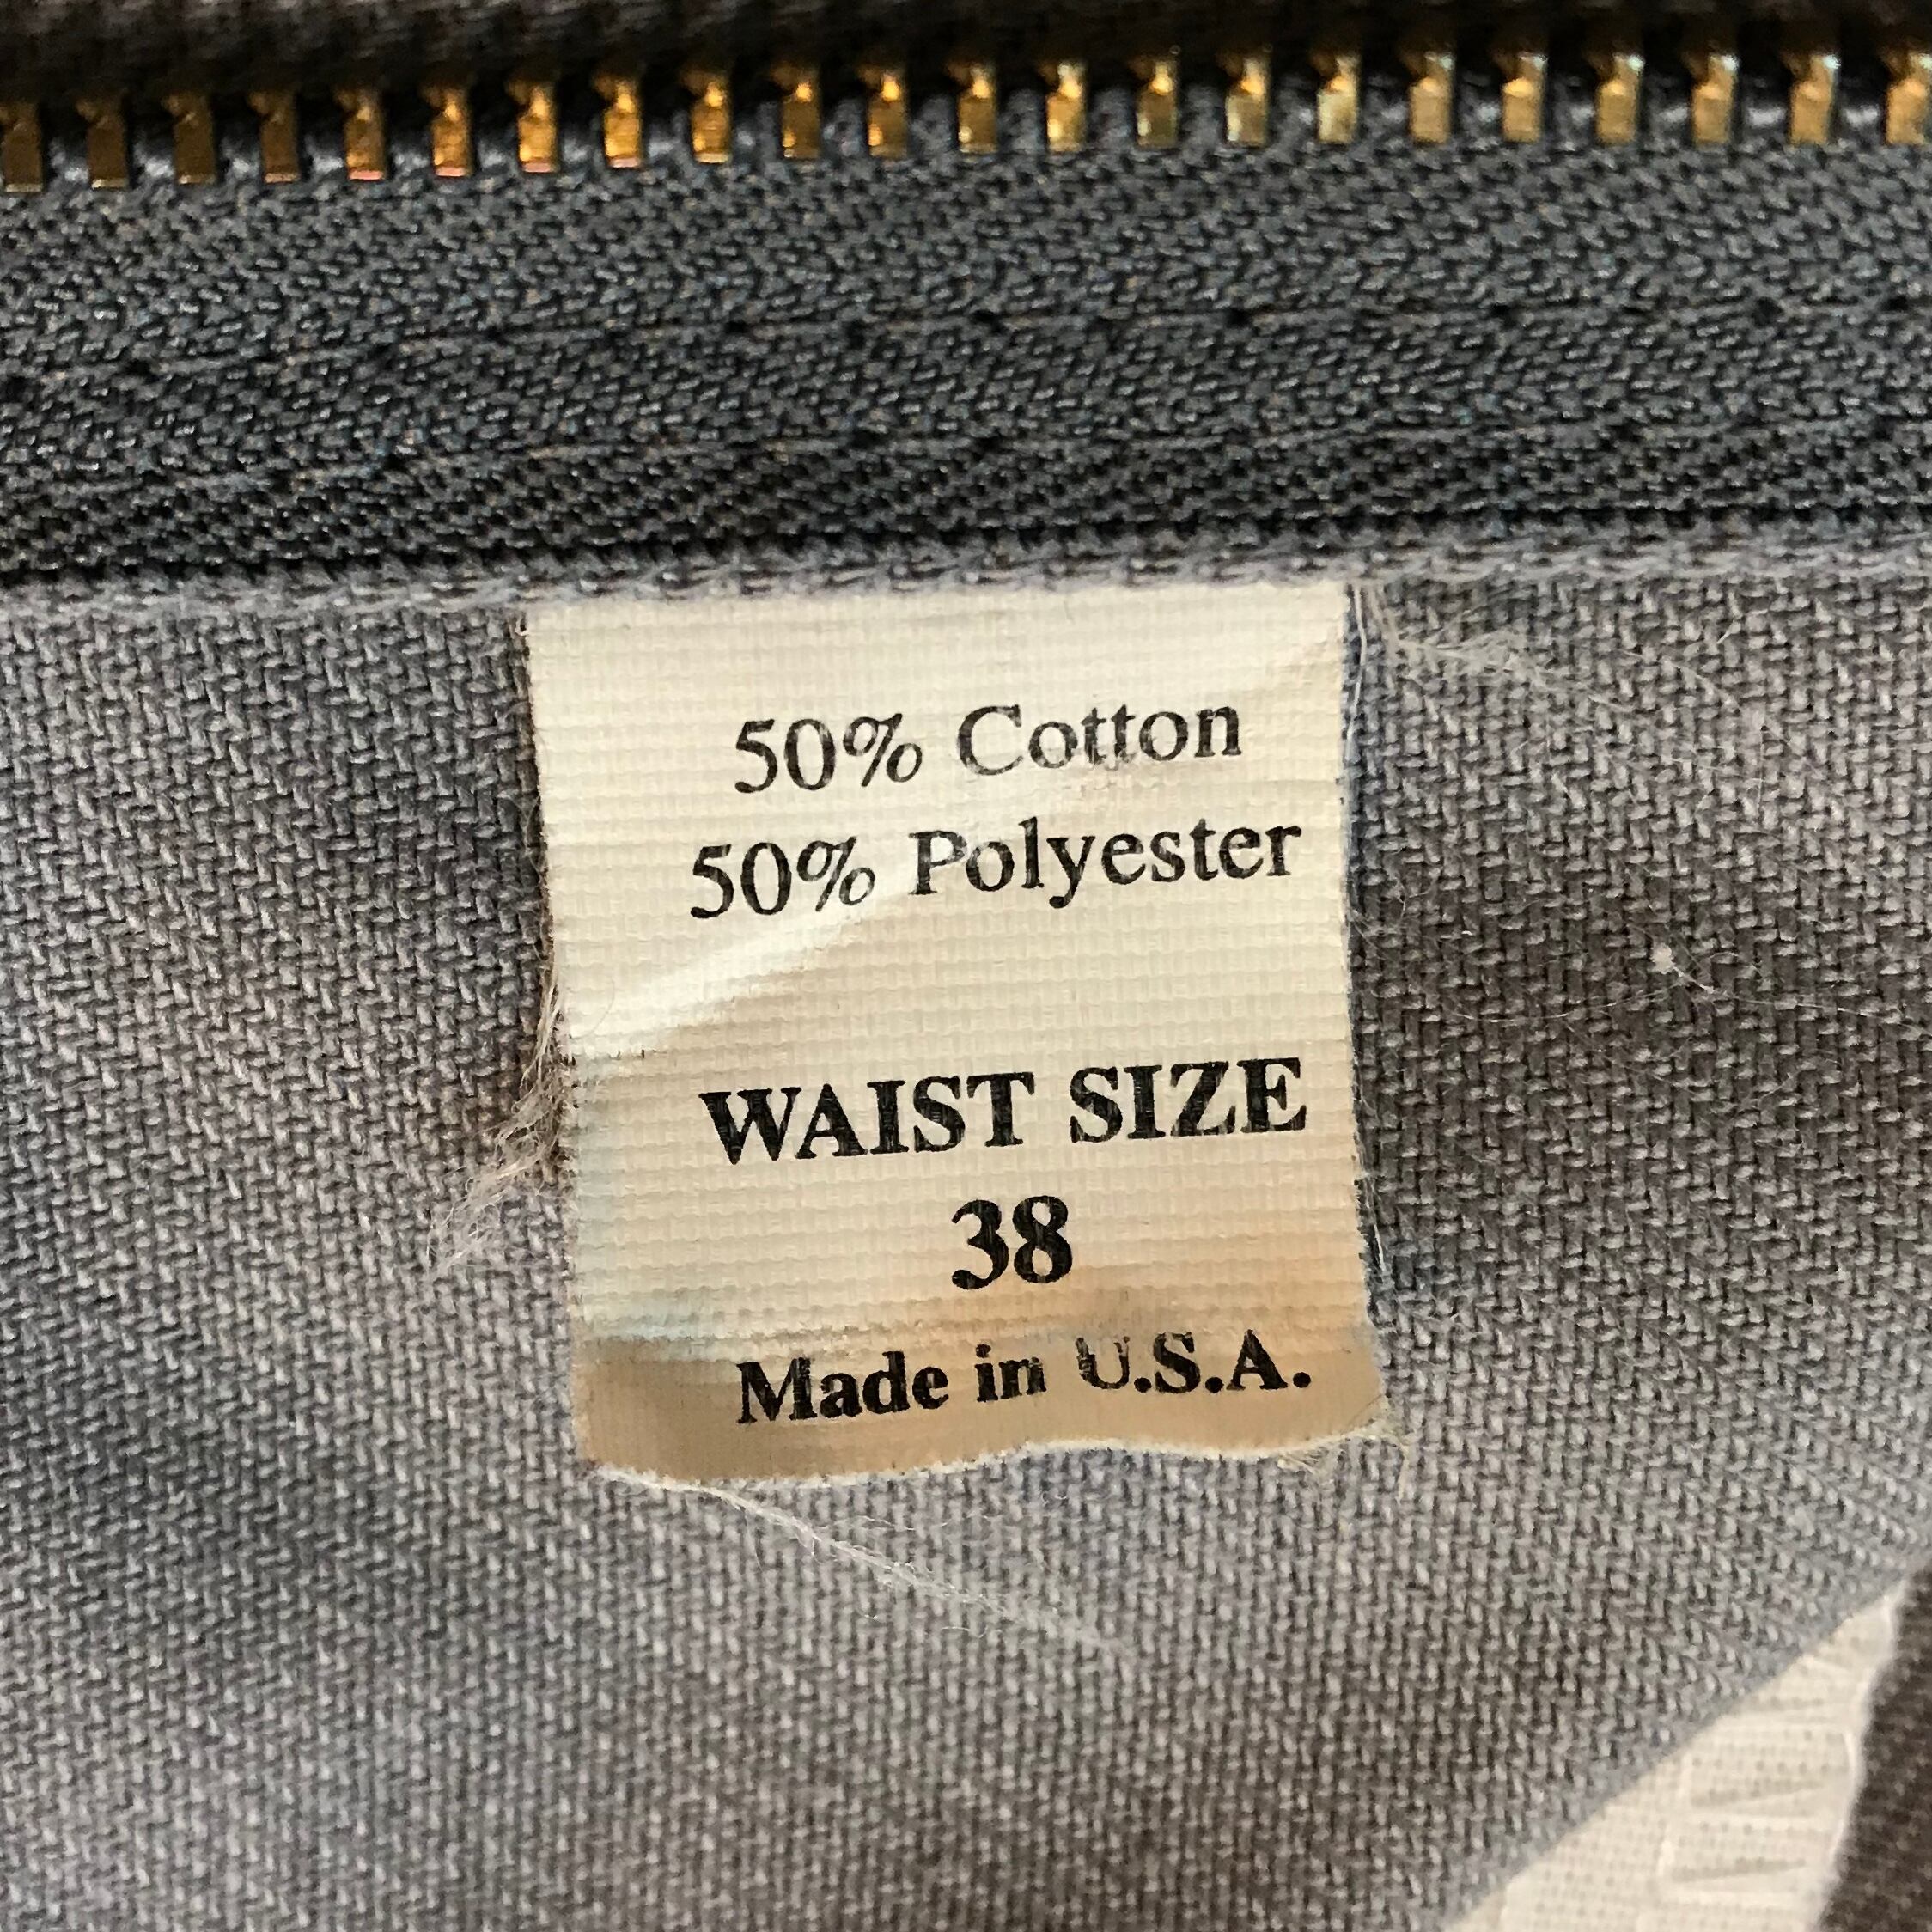 50% Cotton
50% Polyester
WAIST SIZE
38
Made in U.S.A.